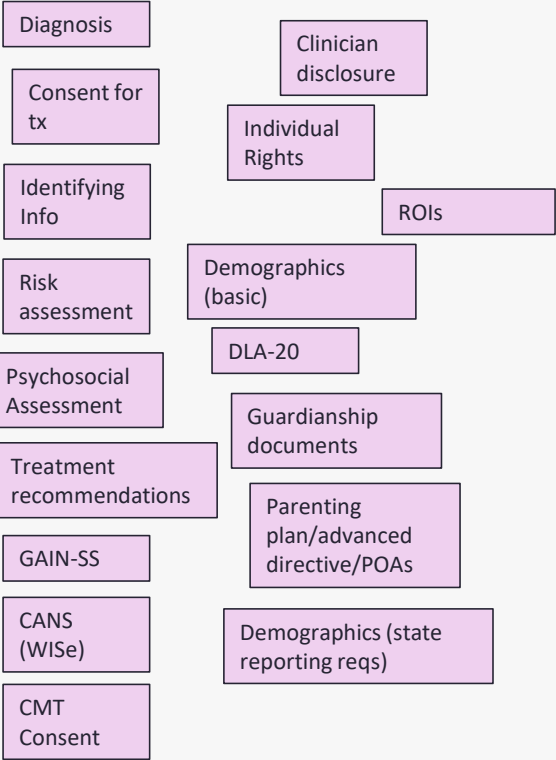 Diagnosis
Consent for
tx
Identifying
Info
Risk
assessment
Psychosocial
Assessment
Treatment
recommendations
GAIN-SS
CANS
(WISe)
CMT
Consent
Clinician
disclosure
Individual
Rights
ROIs
Demographics
(basic)
DLA-20
Guardianship
documents
Parenting
plan/advanced
directive/POAs
Demographics (state
reporting reqs)